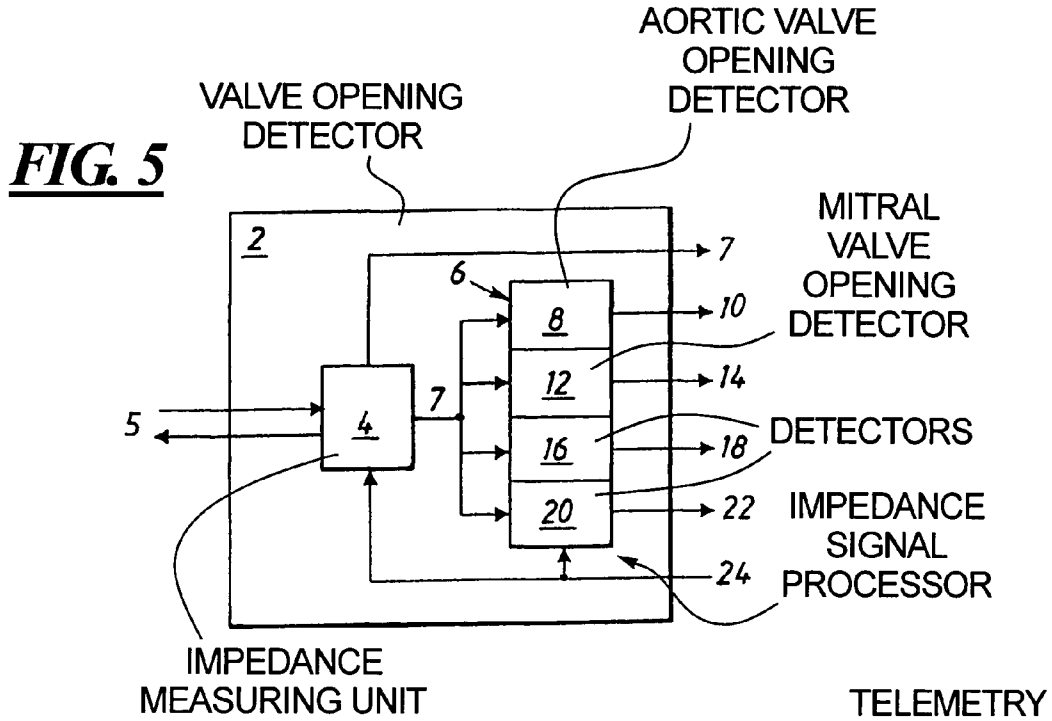 AORTIC VALVE
OPENING
DETECTOR
VALVE OPENING
DETECTOR
FIG. 5
MITRAL
VALVE
OPENING
DETECTOR
2
7
6
8
10
12
14
5
4
7
16
18
DETECTORS
20
22
IMPEDANCE
SIGNAL
PROCESSOR
24
IMPEDANCE
MEASURING UNIT
TELEMETRY